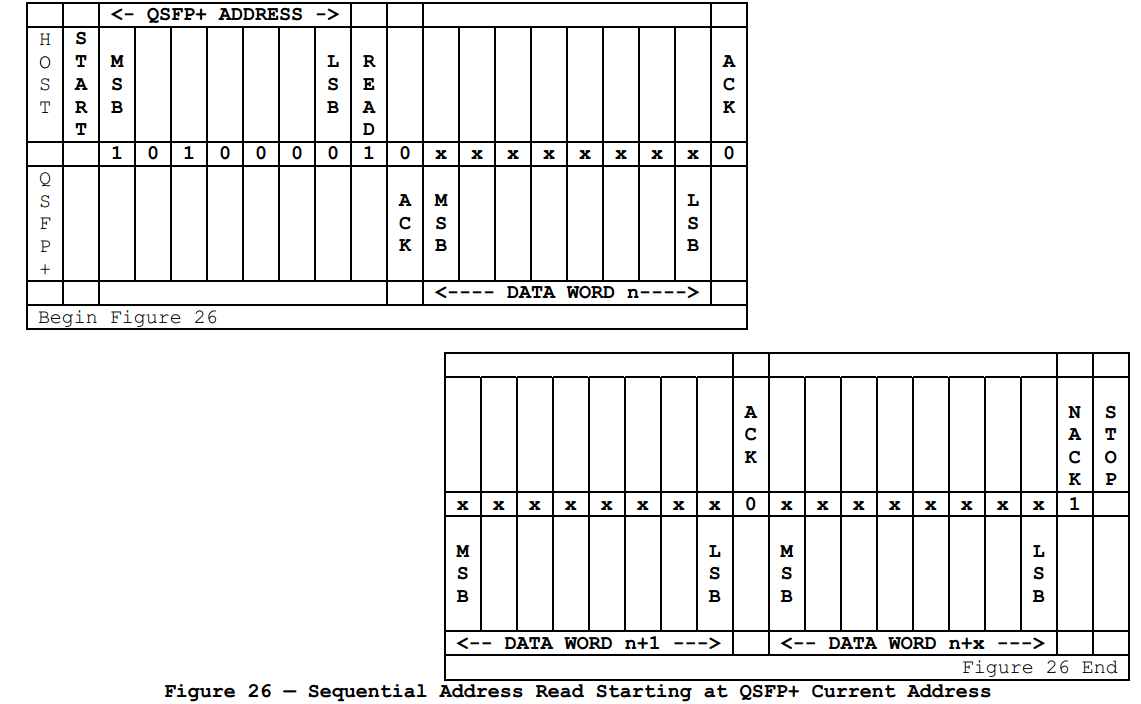 <- QSFP+ ADDRESS ->
HOST START MSB LSB READ ACK
1 0 1 0 0 0 0 1 0 x x x x x x x x 0
QSFP+ ACK MSB LSB
<---- DATA WORD n---->
Begin Figure 26
ACK NACK STOP
x x x x x x x x 0 x x x x x x x x 1
MSB LSB MSB LSB
<-- DATA WORD n+1 ---> <-- DATA WORD n+x --->
Figure 26 End
Figure 26 — Sequential Address Read Starting at QSFP+ Current Address